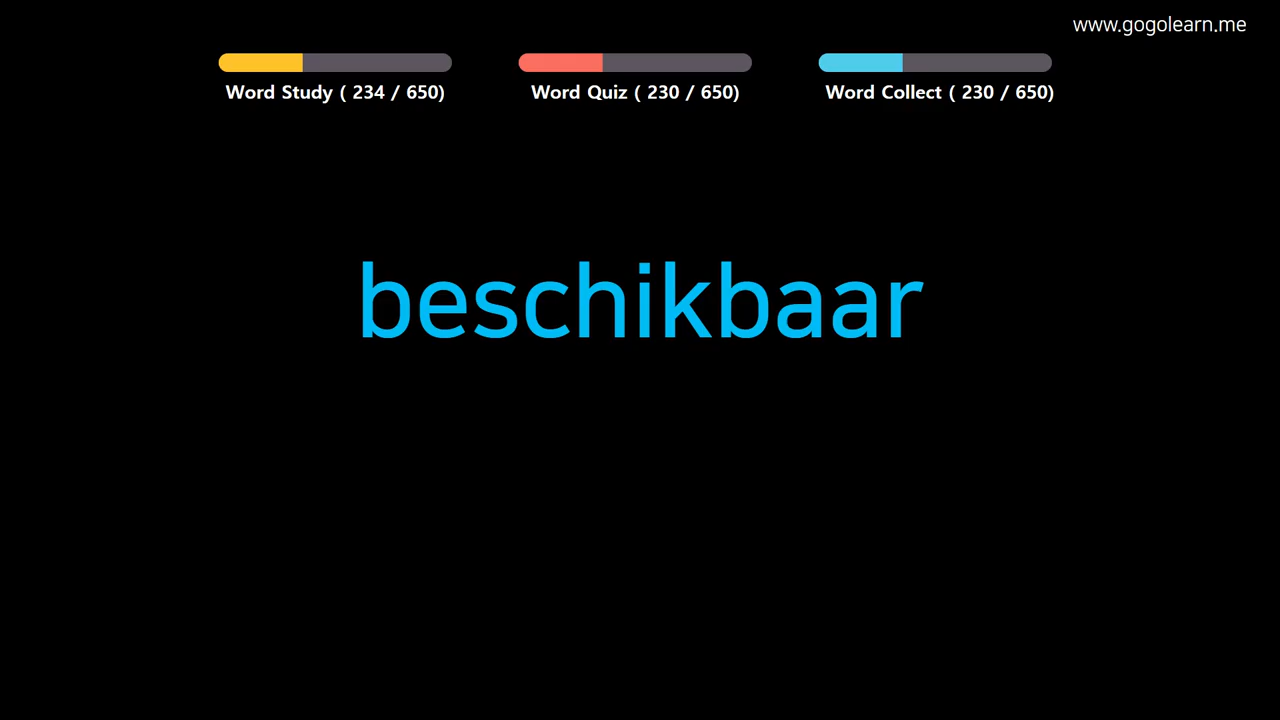 www.gogolearn.me
Word Study ( 234 / 650)
Word Quiz ( 230 / 650)
Word Collect ( 230 / 650)
beschikbaar